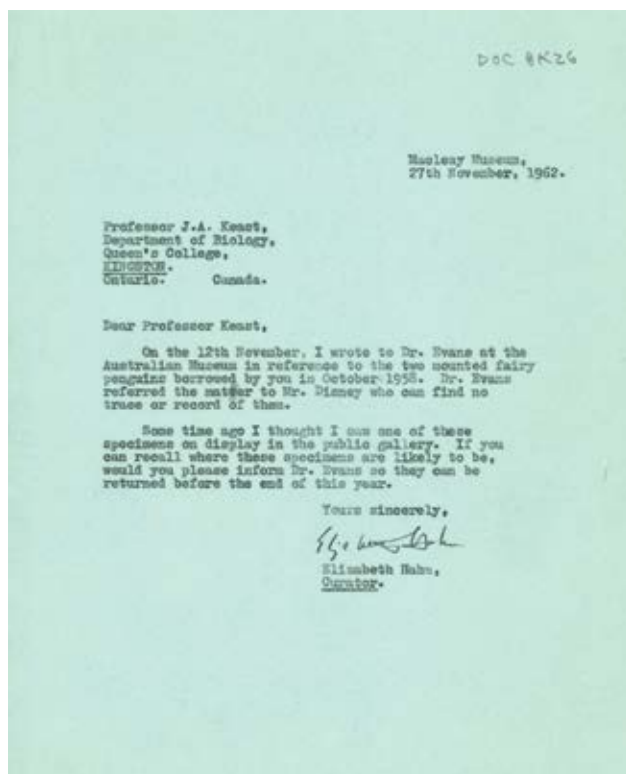 DOC 8K26
Macleay Museum,
27th November, 1962.
Professor J.A. Keast,
Department of Biology,
Queen's College,
KINGSTON.
Ontario. Canada.
Dear Professor Keast,
On the 12th November, I wrote to Dr. Evans at the
Australian Museum in reference to the two mounted fairy
penguins borrowed by you in October 1958. Dr. Evans
referred the matter to Mr. Disney who can find no
trace or record of them.
Some time ago I thought I saw one of these
specimens on display in the public gallery. If you
can recall where these specimens are likely to be,
would you please inform Dr. Evans so they can be
returned before the end of this year.
Yours sincerely,
Elizabeth Hahn
Elizabeth Hahn,
Curator.